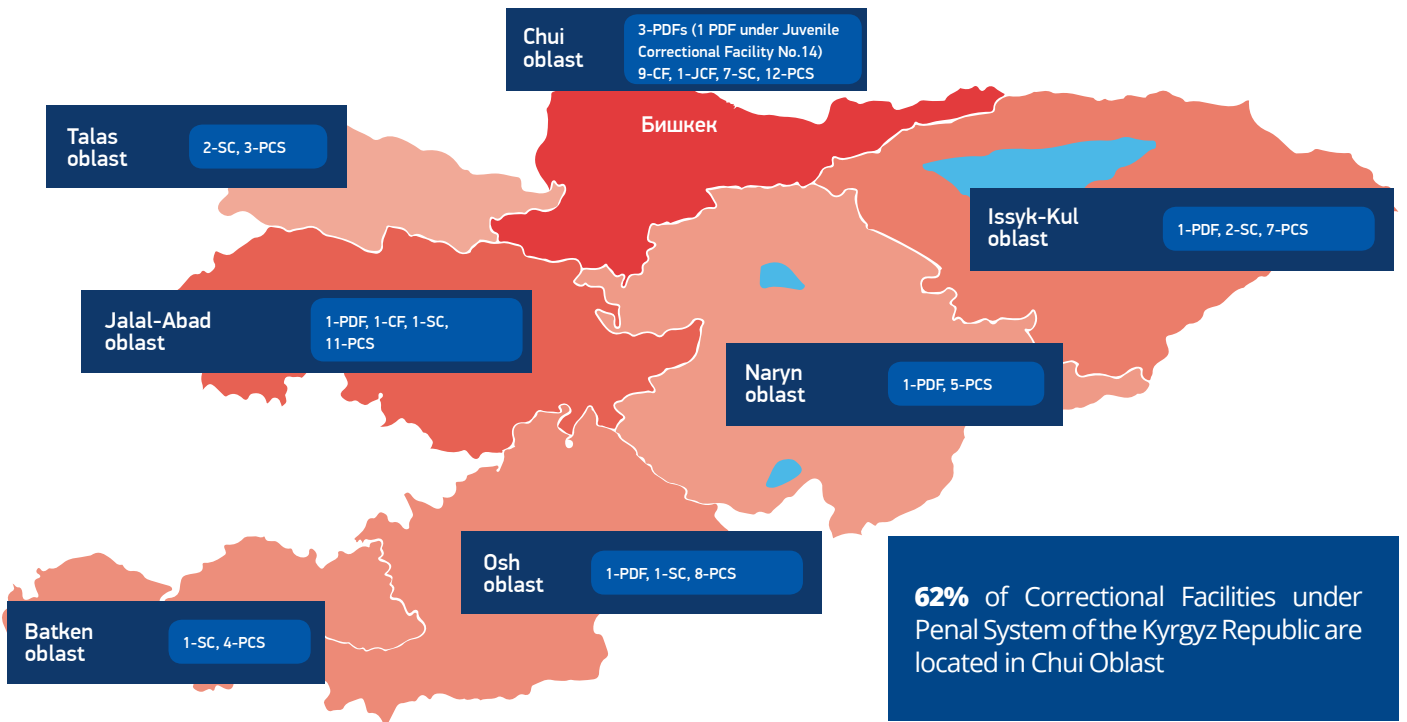 Chui
oblast
3-PDFs (1 PDF under Juvenile
Correctional Facility No.14)
9-CF, 1-JCF, 7-SC, 12-PCS
Бишкек
Talas
oblast
2-SC, 3-PCS
Issyk-Kul
oblast
1-PDF, 2-SC, 7-PCS
Jalal-Abad
oblast
1-PDF, 1-CF, 1-SC,
11-PCS
Naryn
oblast
1-PDF, 5-PCS
Osh
oblast
1-PDF, 1-SC, 8-PCS
Batken
oblast
1-SC, 4-PCS
62% of Correctional Facilities under
Penal System of the Kyrgyz Republic are
located in Chui Oblast